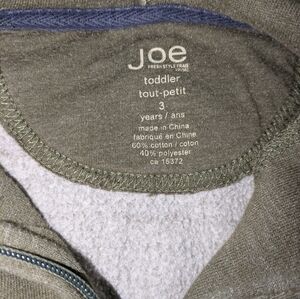 Joe
FRESH STYLE FRAIS
toddler
tout-petit
3
years / ans
made in China
fabriqué en Chine
60% cotton / coton
40% polyester
ca 15372